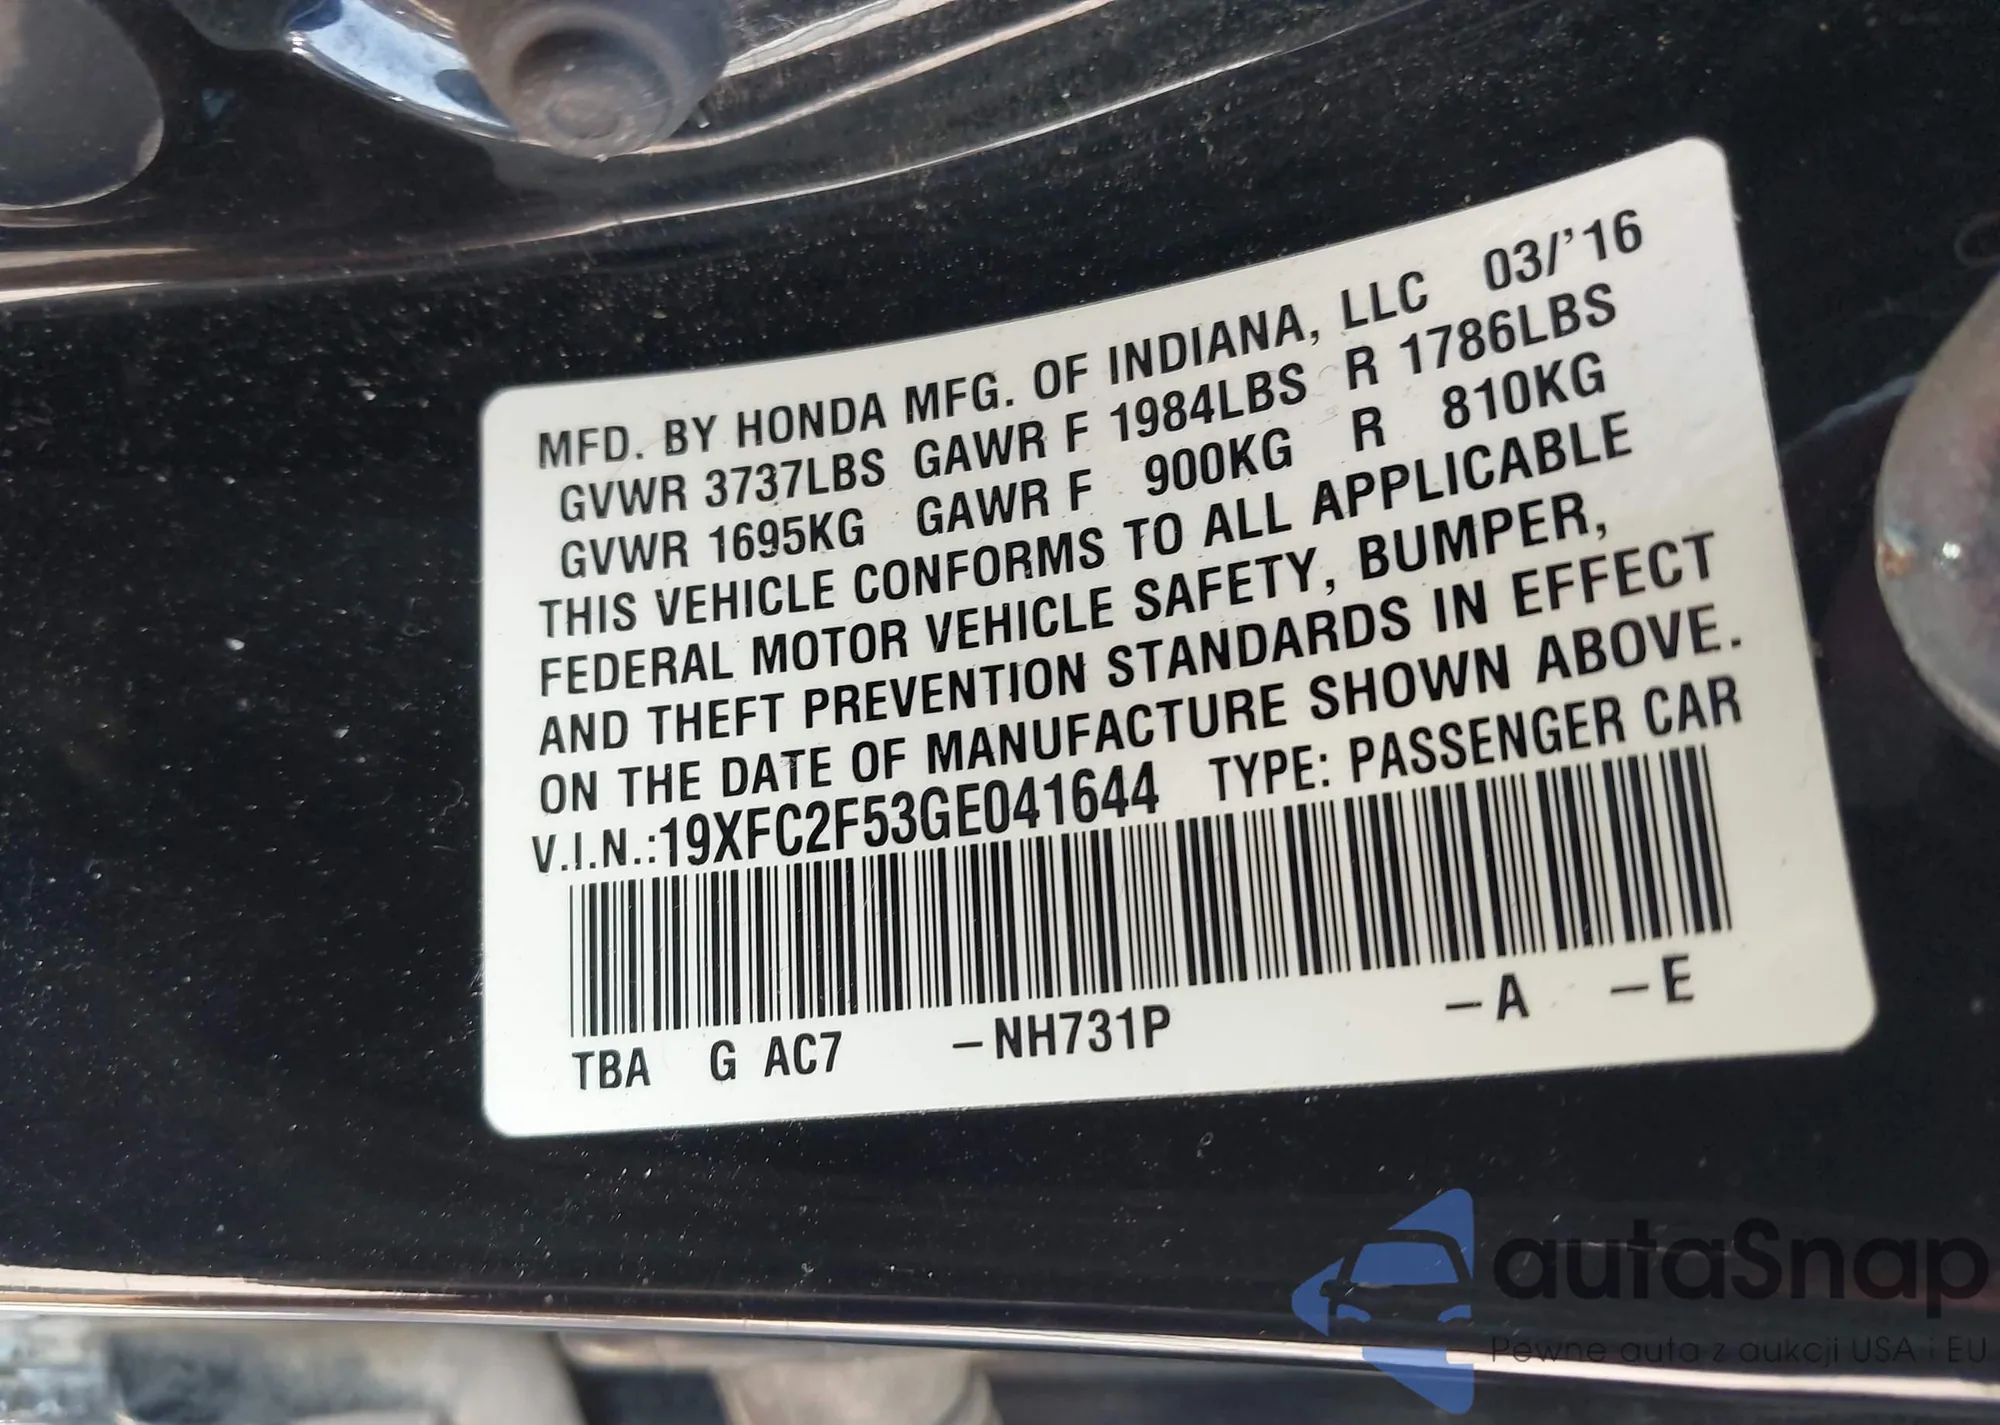 MFD. BY HONDA MFG. OF INDIANA, LLC 03/'16
GVWR 3737LBS GAWR F 1984LBS R 1786LBS
GVWR 1695KG GAWR F 900KG R 810KG
THIS VEHICLE CONFORMS TO ALL APPLICABLE
FEDERAL MOTOR VEHICLE SAFETY, BUMPER,
AND THEFT PREVENTION STANDARDS IN EFFECT
ON THE DATE OF MANUFACTURE SHOWN ABOVE.
V.I.N.:19XFC2F53GE041644 TYPE: PASSENGER CAR
TBA G AC7 –NH731P –A –E
autaSnap
Pewne auta z aukcji USA i EU